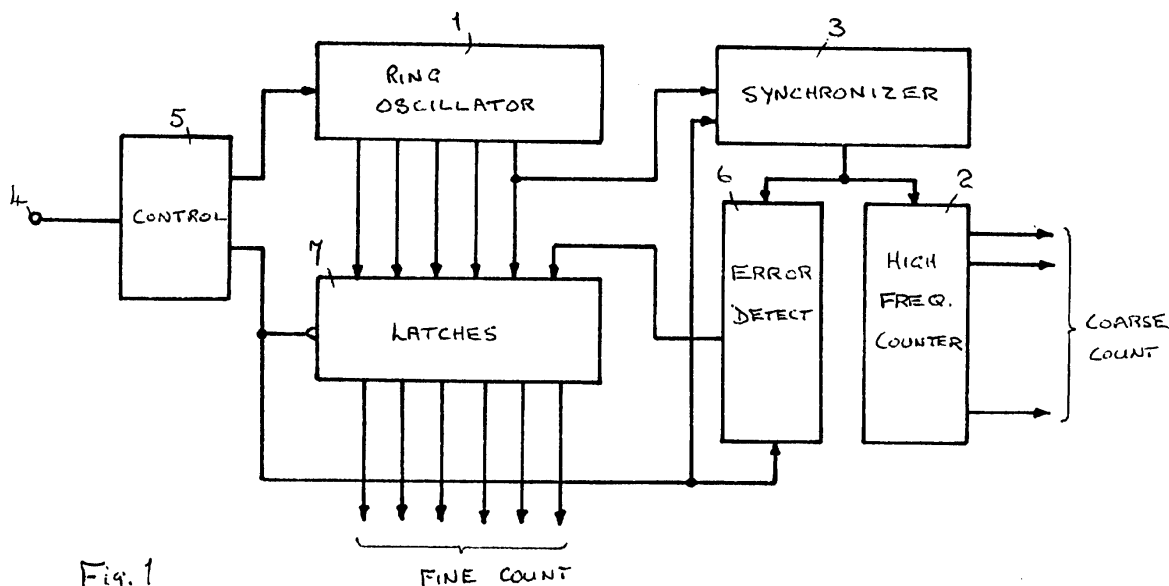 1
RING
OSCILLATOR
3
SYNCHRONIZER
5
CONTROL
4
6
ERROR
DETECT
2
HIGH
FREQ.
COUNTER
COARSE
COUNT
7
LATCHES
FINE COUNT
Fig. 1